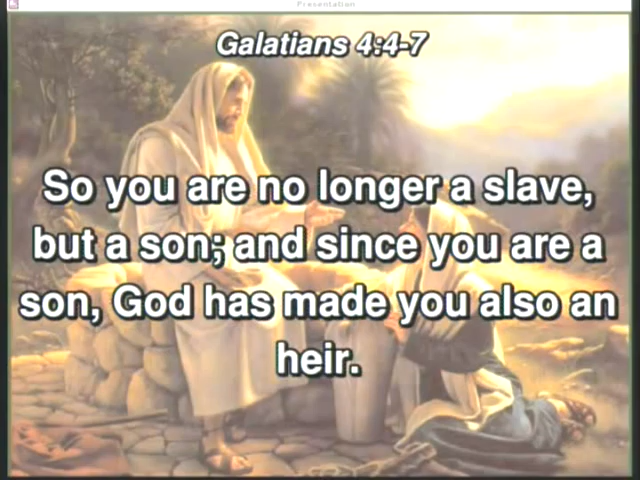 Presentation
Galatians 4:4-7
So you are no longer a slave,
but a son; and since you are a
son, God has made you also an
heir.